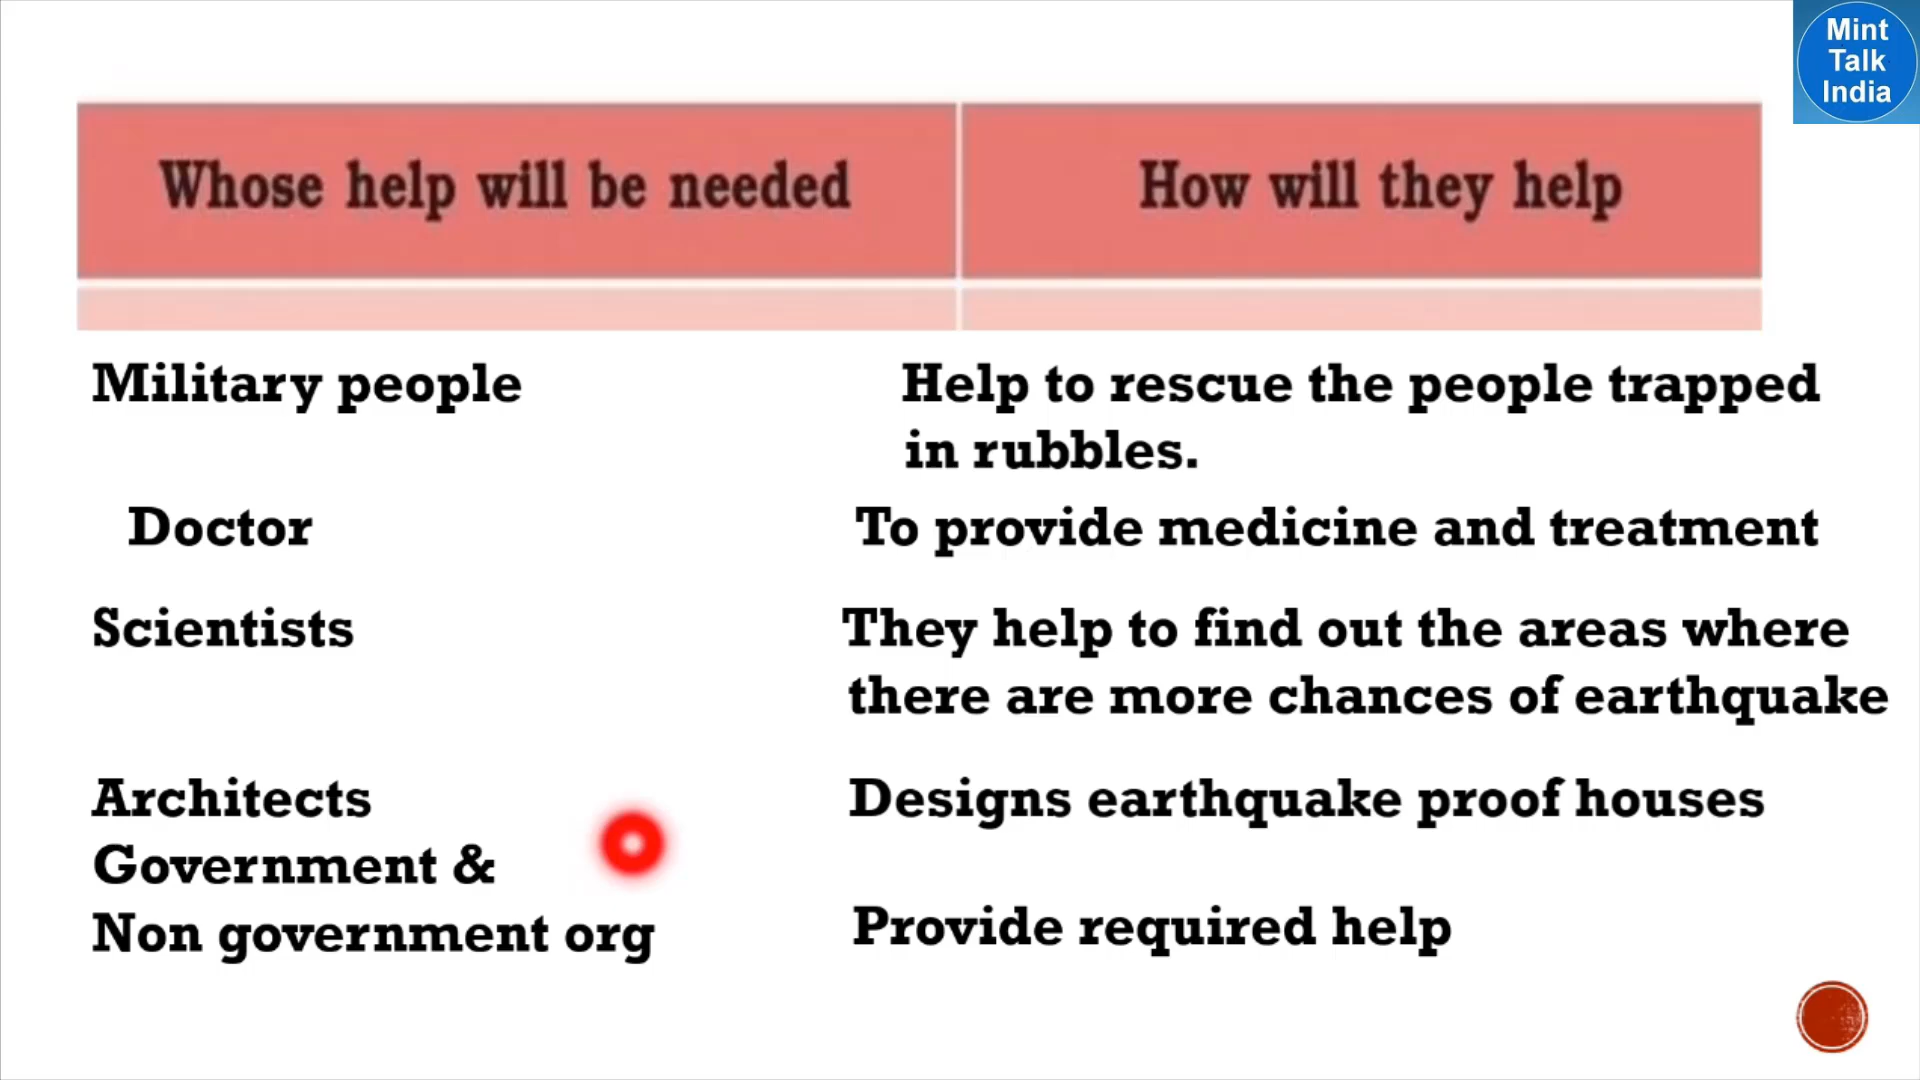 Mint
Talk
India
Whose help will be needed
How will they help
Military people
Help to rescue the people trapped
in rubbles.
Doctor
To provide medicine and treatment
Scientists
They help to find out the areas where
there are more chances of earthquake
Architects
Designs earthquake proof houses
Government &
Non government org
Provide required help